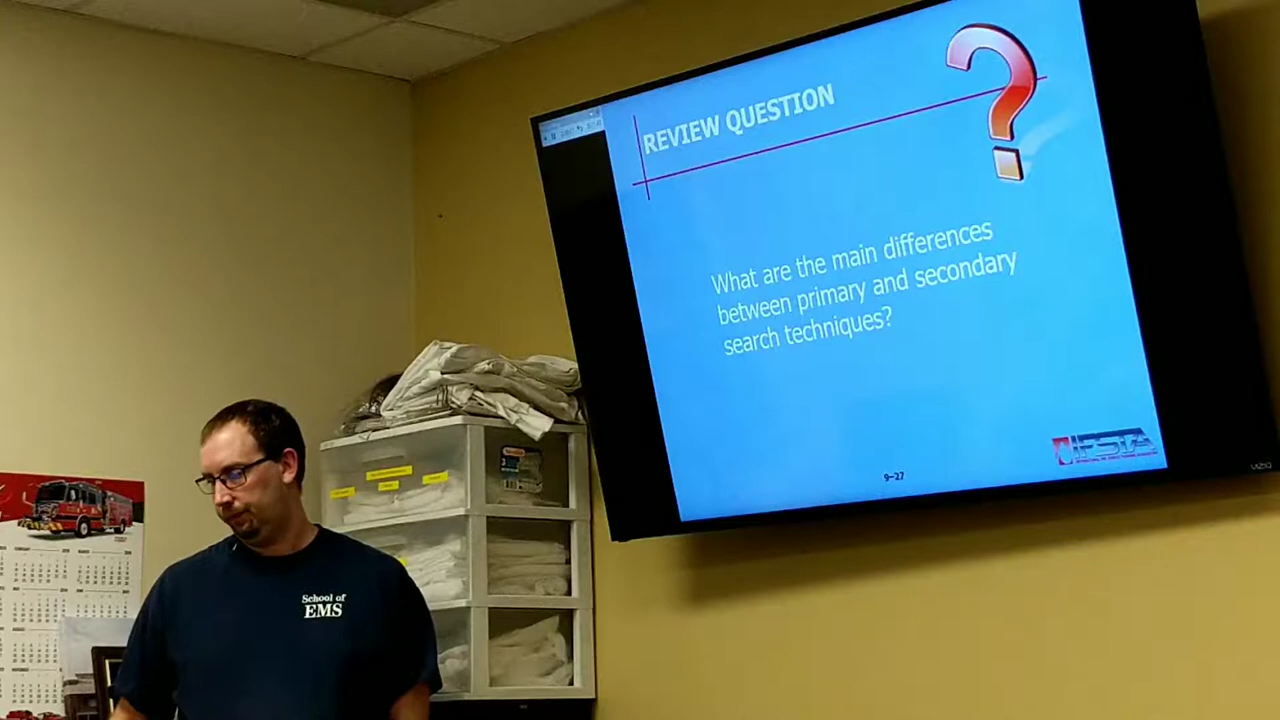 REVIEW QUESTION
What are the main differences
between primary and secondary
search techniques?
IFSTA
9–27
VIZIO
School of
EMS